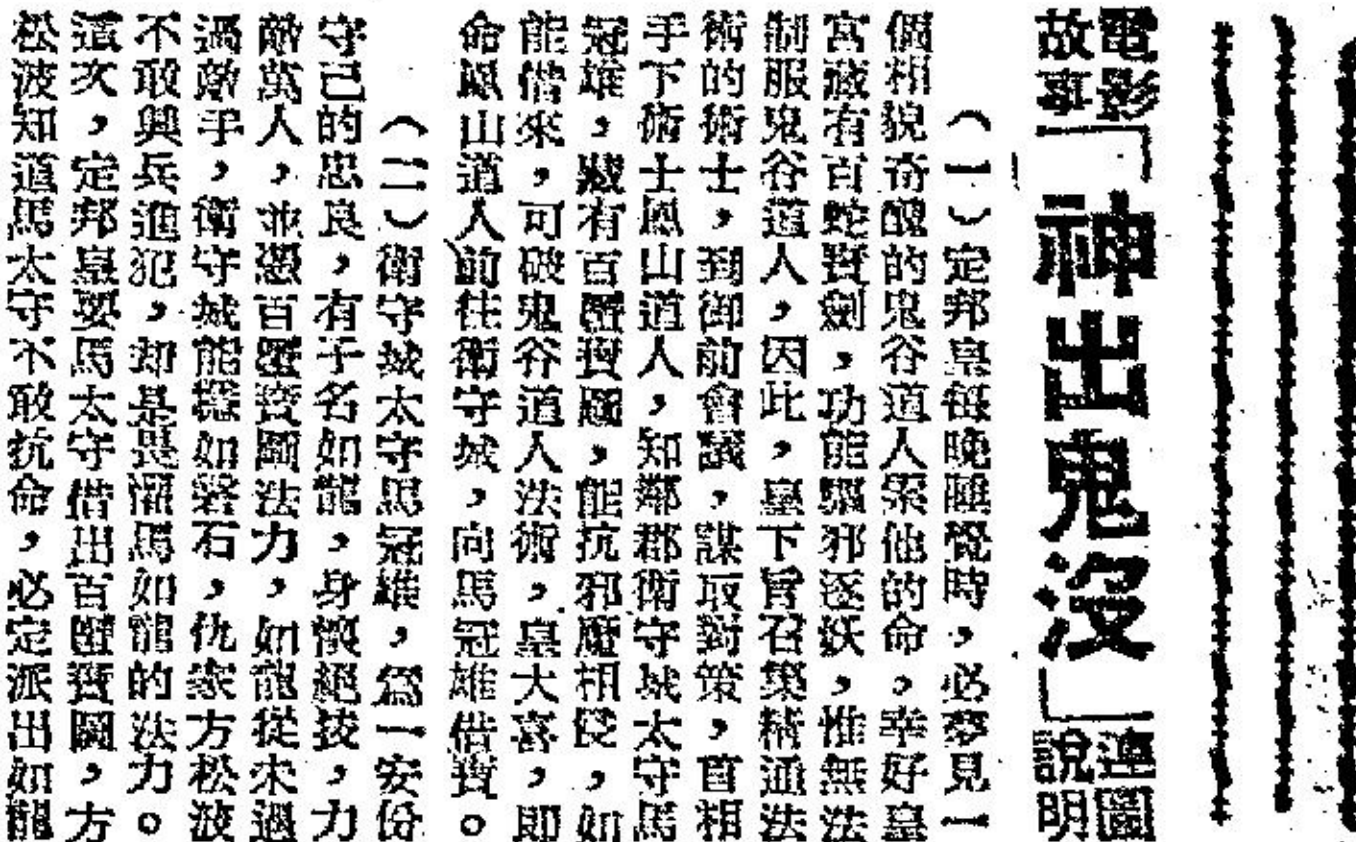 電影故事「神出鬼沒」連圖說明
（一）定邦皇每晚睡覺時，必夢見一
個相貌奇醜的鬼谷道人索他的命，幸好皇
宮藏有百蛇寶劍，功能驅邪逐妖，惟無法
制服鬼谷道人，因此，皇下旨召集精通法
術的術士，到御前會議，謀取對策，首相
手下術士鳳山道人，知鄰郡衛守城太守馬
冠雄，藏有百蟹寶圖，能抗邪魔相侵，如
能借來，可破鬼谷道人法術，皇大喜，即
命鳳山道人前往衛守城，向馬冠雄借寶。
（二）衛守城太守馬冠雄，為一安份
守己的忠良，有子名如龍，身懷絕技，力
敵萬人，並憑百蟹寶圖法力，如龍從未遇
過敵手，衛守城能穩如磐石，仇家方松波
不敢興兵進犯，却是畏懼馬如龍的法力。
這次，定邦皇要馬太守借出百蟹寶圖，方
松波知道馬太守不敢抗命，必定派出如龍